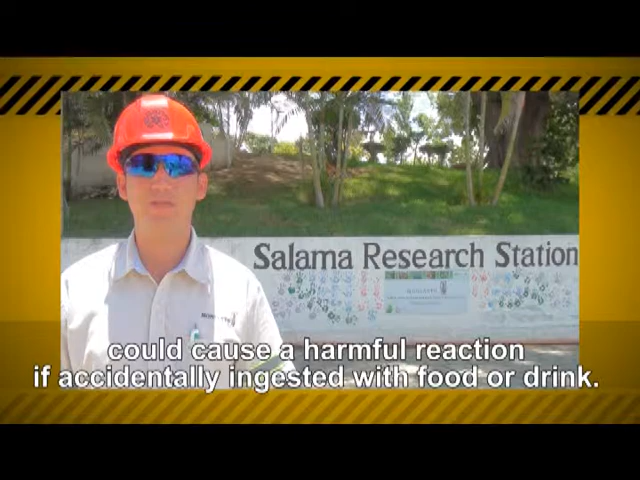 Salama Research Station
could cause a harmful reaction
if accidentally ingested with food or drink.